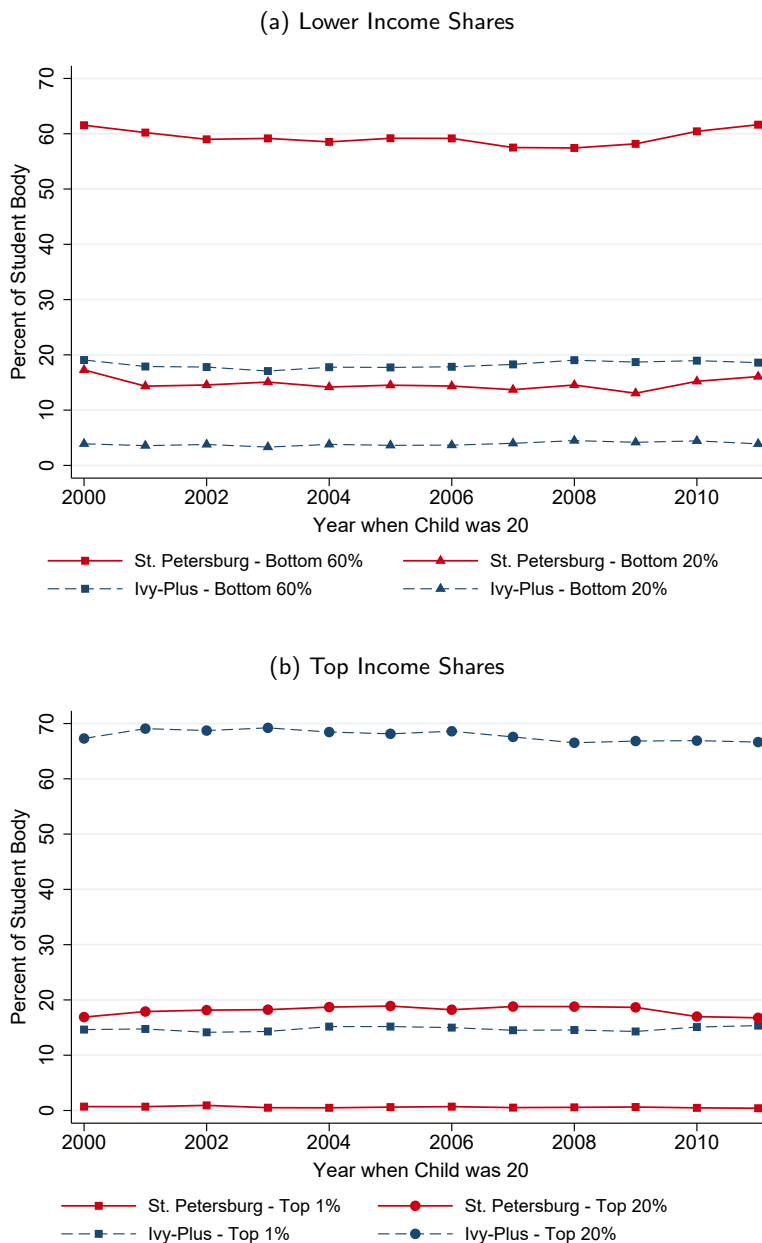 (a) Lower Income Shares
Percent of Student Body
70
60
50
40
30
20
10
0
2000 2002 2004 2006 2008 2010
Year when Child was 20
St. Petersburg - Bottom 60% St. Petersburg - Bottom 20%
Ivy-Plus - Bottom 60% Ivy-Plus - Bottom 20%
(b) Top Income Shares
Percent of Student Body
70
60
50
40
30
20
10
0
2000 2002 2004 2006 2008 2010
Year when Child was 20
St. Petersburg - Top 1% St. Petersburg - Top 20%
Ivy-Plus - Top 1% Ivy-Plus - Top 20%